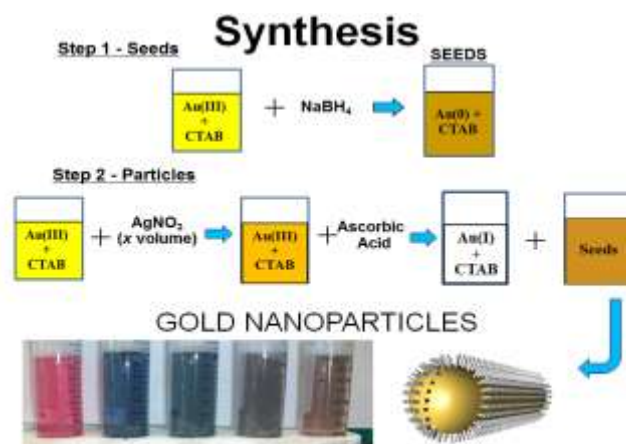 Synthesis
Step 1 - Seeds
SEEDS
Au(III)
+
CTAB
+
NaBH₄
Au(0) +
CTAB
Step 2 - Particles
Au(III)
+
CTAB
+
AgNO₃
(x volume)
Au(III)
+
CTAB
+
Ascorbic
Acid
Au(I)
+
CTAB
+
Seeds
GOLD NANOPARTICLES